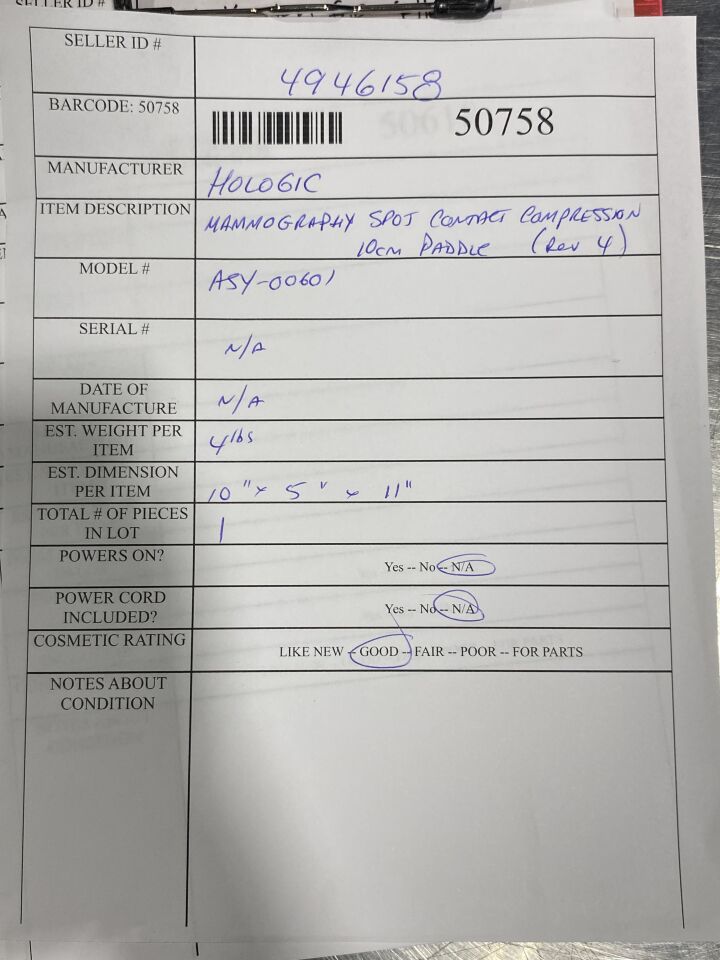 SELLER ID #
4946158
BARCODE: 50758
50758
MANUFACTURER
HOLOGIC
ITEM DESCRIPTION
MAMMOGRAPHY SPOT CONTACT COMPRESSION
10cm PADDLE (Rev 4)
MODEL #
ASY-00601
SERIAL #
N/A
DATE OF
MANUFACTURE
N/A
EST. WEIGHT PER
ITEM
4 lbs
EST. DIMENSION
PER ITEM
10" x 5" x 11"
TOTAL # OF PIECES
IN LOT
1
POWERS ON?
Yes -- No -- N/A
POWER CORD
INCLUDED?
Yes -- No -- N/A
COSMETIC RATING
LIKE NEW -- GOOD -- FAIR -- POOR -- FOR PARTS
NOTES ABOUT
CONDITION